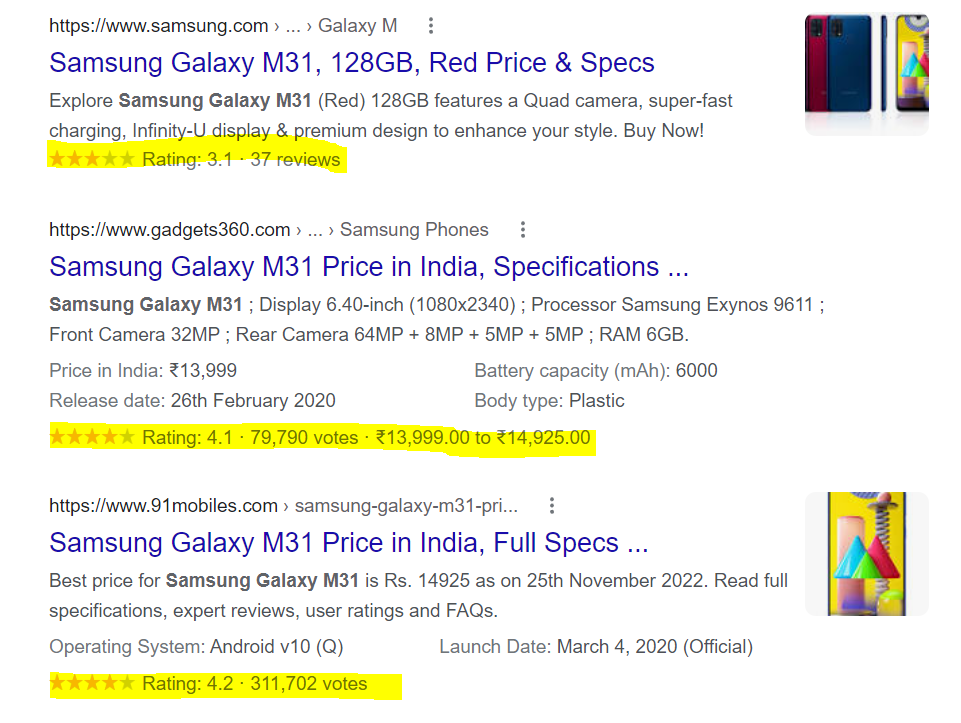 https://www.samsung.com › ... › Galaxy M
Samsung Galaxy M31, 128GB, Red Price & Specs
Explore Samsung Galaxy M31 (Red) 128GB features a Quad camera, super-fast
charging, Infinity-U display & premium design to enhance your style. Buy Now!
★★★★★ Rating: 3.1 · 37 reviews
https://www.gadgets360.com › ... › Samsung Phones
Samsung Galaxy M31 Price in India, Specifications ...
Samsung Galaxy M31 ; Display 6.40-inch (1080x2340) ; Processor Samsung Exynos 9611 ;
Front Camera 32MP ; Rear Camera 64MP + 8MP + 5MP + 5MP ; RAM 6GB.
Price in India: ₹13,999 Battery capacity (mAh): 6000
Release date: 26th February 2020 Body type: Plastic
★★★★★ Rating: 4.1 · 79,790 votes · ₹13,999.00 to ₹14,925.00
https://www.91mobiles.com › samsung-galaxy-m31-pri...
Samsung Galaxy M31 Price in India, Full Specs ...
Best price for Samsung Galaxy M31 is Rs. 14925 as on 25th November 2022. Read full
specifications, expert reviews, user ratings and FAQs.
Operating System: Android v10 (Q) Launch Date: March 4, 2020 (Official)
★★★★★ Rating: 4.2 · 311,702 votes